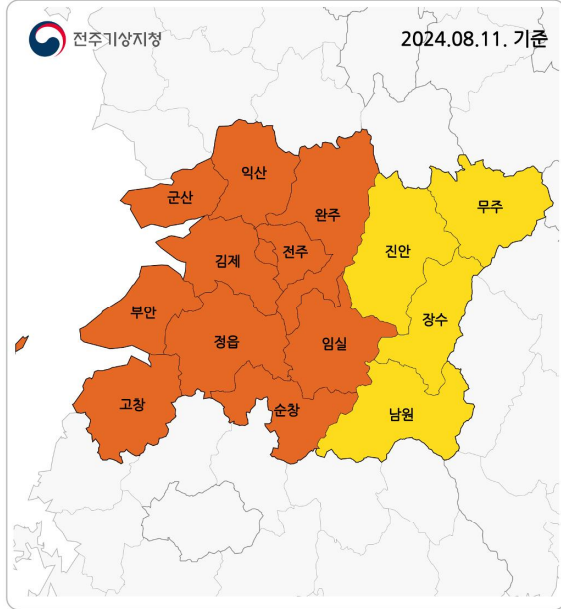 전주기상지청
2024.08.11. 기준
익산
군산
완주
무주
전주
진안
김제
부안
장수
정읍
임실
고창
순창
남원